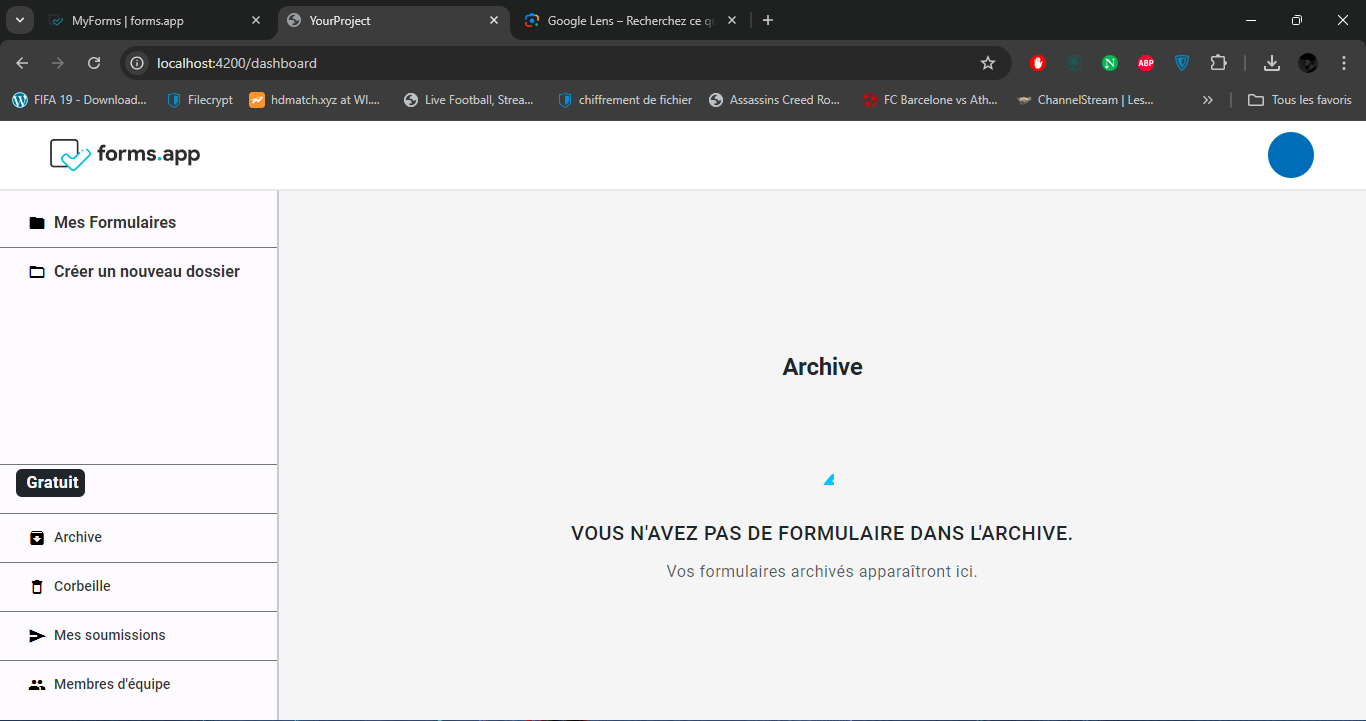 MyForms | forms.app
YourProject
Google Lens – Recherchez ce qu
localhost:4200/dashboard
N
ABP
FIFA 19 - Download...
Filecrypt
hdmatch.xyz at WI....
Live Football, Strea...
chiffrement de fichier
Assassins Creed Ro...
FC Barcelone vs Ath...
ChannelStream | Les...
»
Tous les favoris
forms.app
Mes Formulaires
Créer un nouveau dossier
Archive
VOUS N'AVEZ PAS DE FORMULAIRE DANS L'ARCHIVE.
Vos formulaires archivés apparaîtront ici.
Gratuit
Archive
Corbeille
Mes soumissions
Membres d'équipe